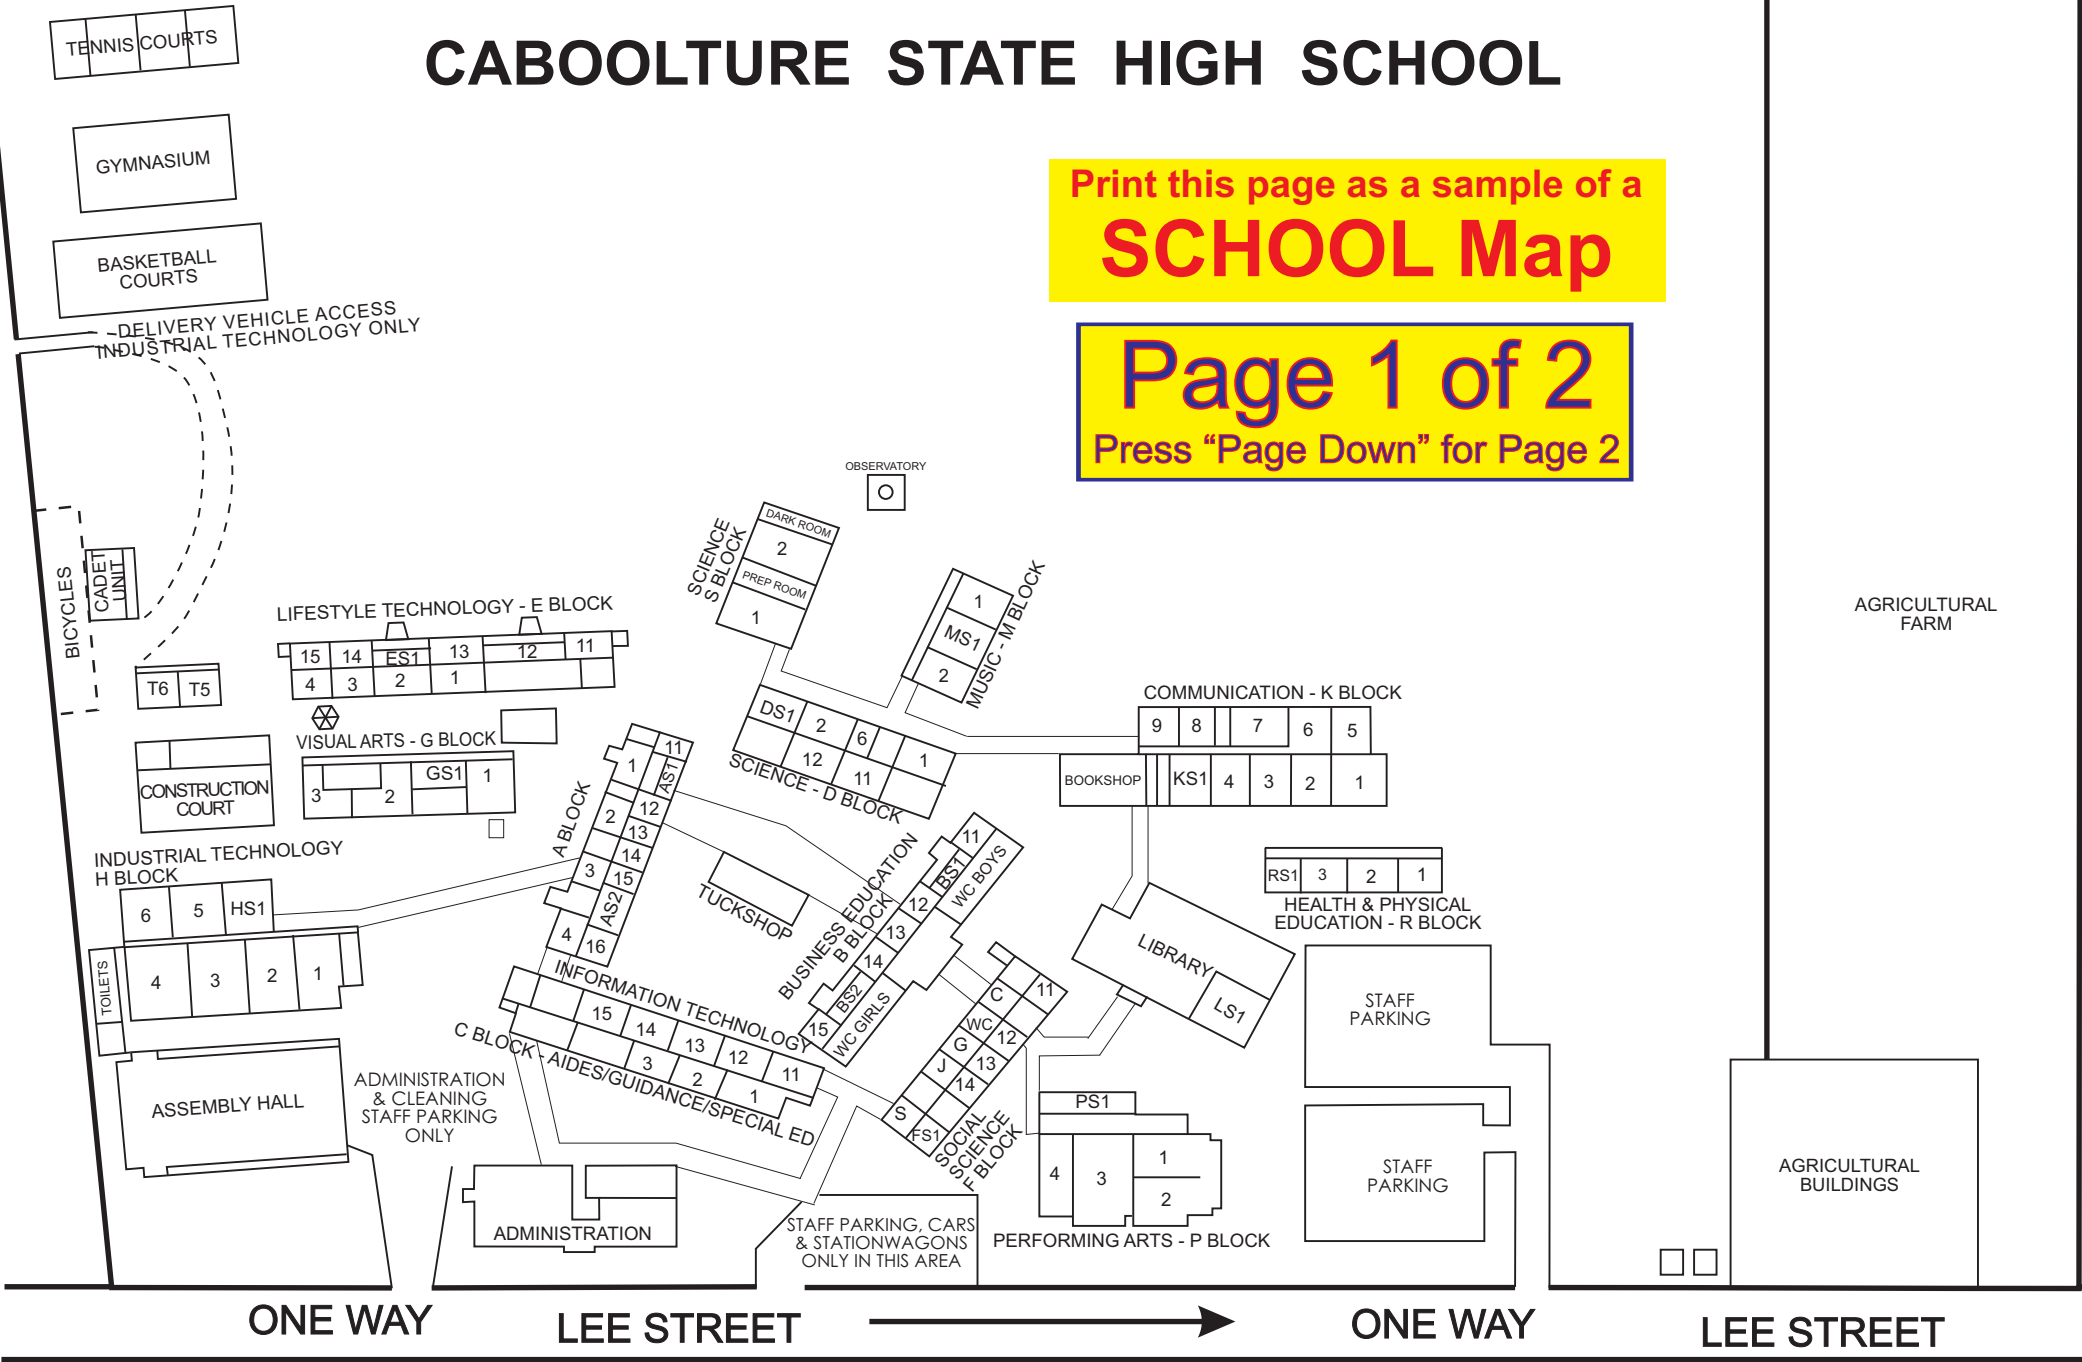 TENNIS COURTS
CABOOLTURE STATE HIGH SCHOOL
GYMNASIUM
BASKETBALL
COURTS
DELIVERY VEHICLE ACCESS
INDUSTRIAL TECHNOLOGY ONLY
Print this page as a sample of a
SCHOOL Map
Page 1 of 2
Press “Page Down” for Page 2
OBSERVATORY
BICYCLES
CADET
UNIT
T6 T5
LIFESTYLE TECHNOLOGY - E BLOCK
15 14 ES1 13 12 11
4 3 2 1
SCIENCE
S BLOCK
DARK ROOM
2
PREP ROOM
1
MUSIC - M BLOCK
1
MS1
2
AGRICULTURAL
FARM
CONSTRUCTION
COURT
VISUAL ARTS - G BLOCK
3 2 GS1 1
SCIENCE - D BLOCK
DS1 2 6 1
12 11
COMMUNICATION - K BLOCK
9 8 7 6 5
BOOKSHOP KS1 4 3 2 1
A BLOCK
11
1 AS1
2 12
13
14
3 15
AS2
4 16
TUCKSHOP
BUSINESS EDUCATION
B BLOCK
11
BS1
WC BOYS
12
13
14
BS2
15
WC GIRLS
INDUSTRIAL TECHNOLOGY
H BLOCK
6 5 HS1
4 3 2 1
TOILETS
RS1 3 2 1
HEALTH & PHYSICAL
EDUCATION - R BLOCK
LIBRARY
LS1
INFORMATION TECHNOLOGY
15 14 13 12 11
3 2 1
C BLOCK - AIDES/GUIDANCE/SPECIAL ED
C 11
WC 12
G 13
J 14
S
FS1
SOCIAL
SCIENCE
F BLOCK
STAFF
PARKING
ASSEMBLY HALL
ADMINISTRATION
& CLEANING
STAFF PARKING
ONLY
PS1
4 3 1
2
PERFORMING ARTS - P BLOCK
STAFF
PARKING
AGRICULTURAL
BUILDINGS
ADMINISTRATION
STAFF PARKING, CARS
& STATIONWAGONS
ONLY IN THIS AREA
ONE WAY
LEE STREET
ONE WAY
LEE STREET